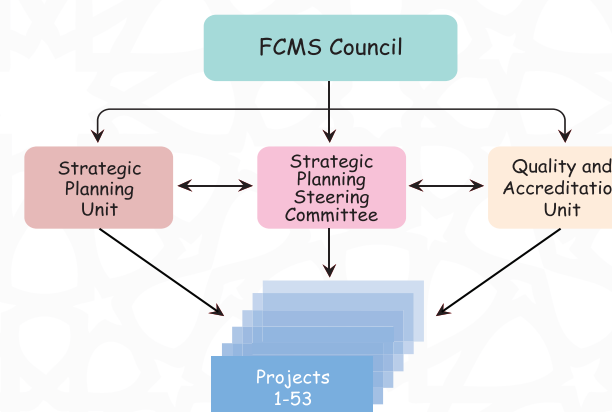 FCMS Council
Strategic
Planning
Unit
Strategic
Planning
Steering
Committee
Quality and
Accreditatio
Unit
Projects
1-53